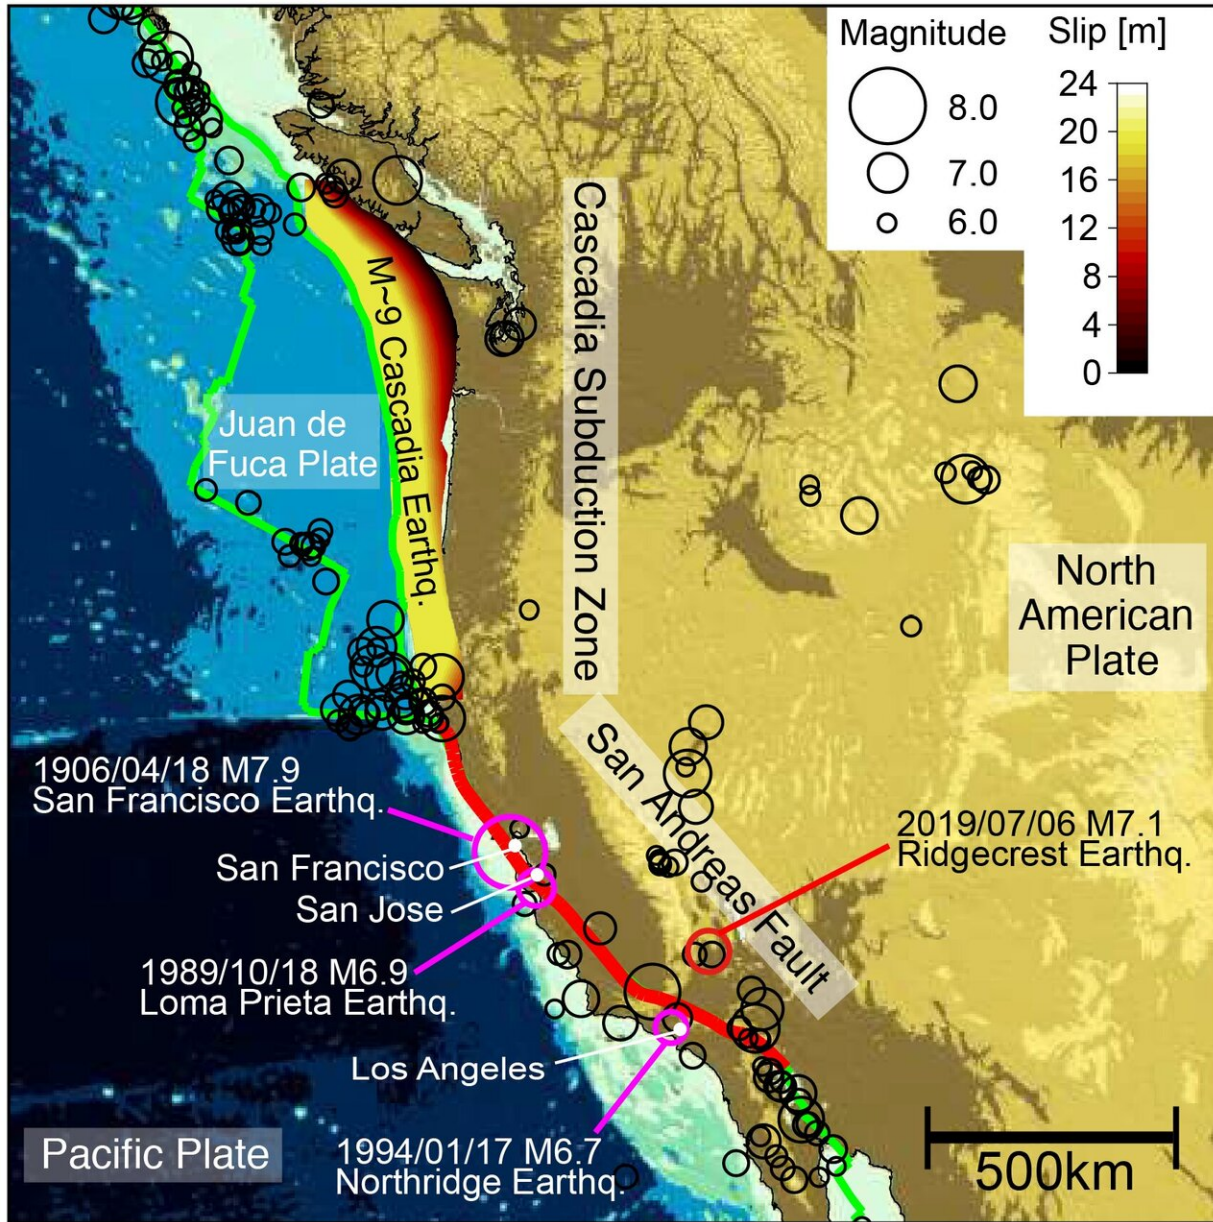 Magnitude
8.0
7.0
6.0
Slip [m]
24
20
16
12
8
4
0
Cascadia Subduction Zone
M~9 Cascadia Earthq.
Juan de
Fuca Plate
North
American
Plate
San Andreas Fault
1906/04/18 M7.9
San Francisco Earthq.
San Francisco
San Jose
2019/07/06 M7.1
Ridgecrest Earthq.
1989/10/18 M6.9
Loma Prieta Earthq.
Los Angeles
1994/01/17 M6.7
Northridge Earthq.
Pacific Plate
500km